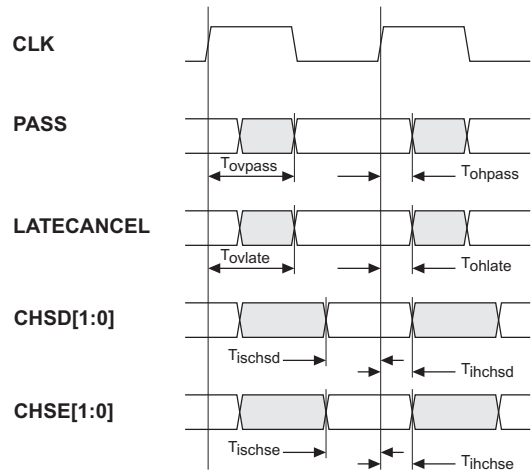 CLK
PASS
Tovpass
Tohpass
LATECANCEL
Tovlate
Tohlate
CHSD[1:0]
Tischsd
Tihchsd
CHSE[1:0]
Tischse
Tihchse